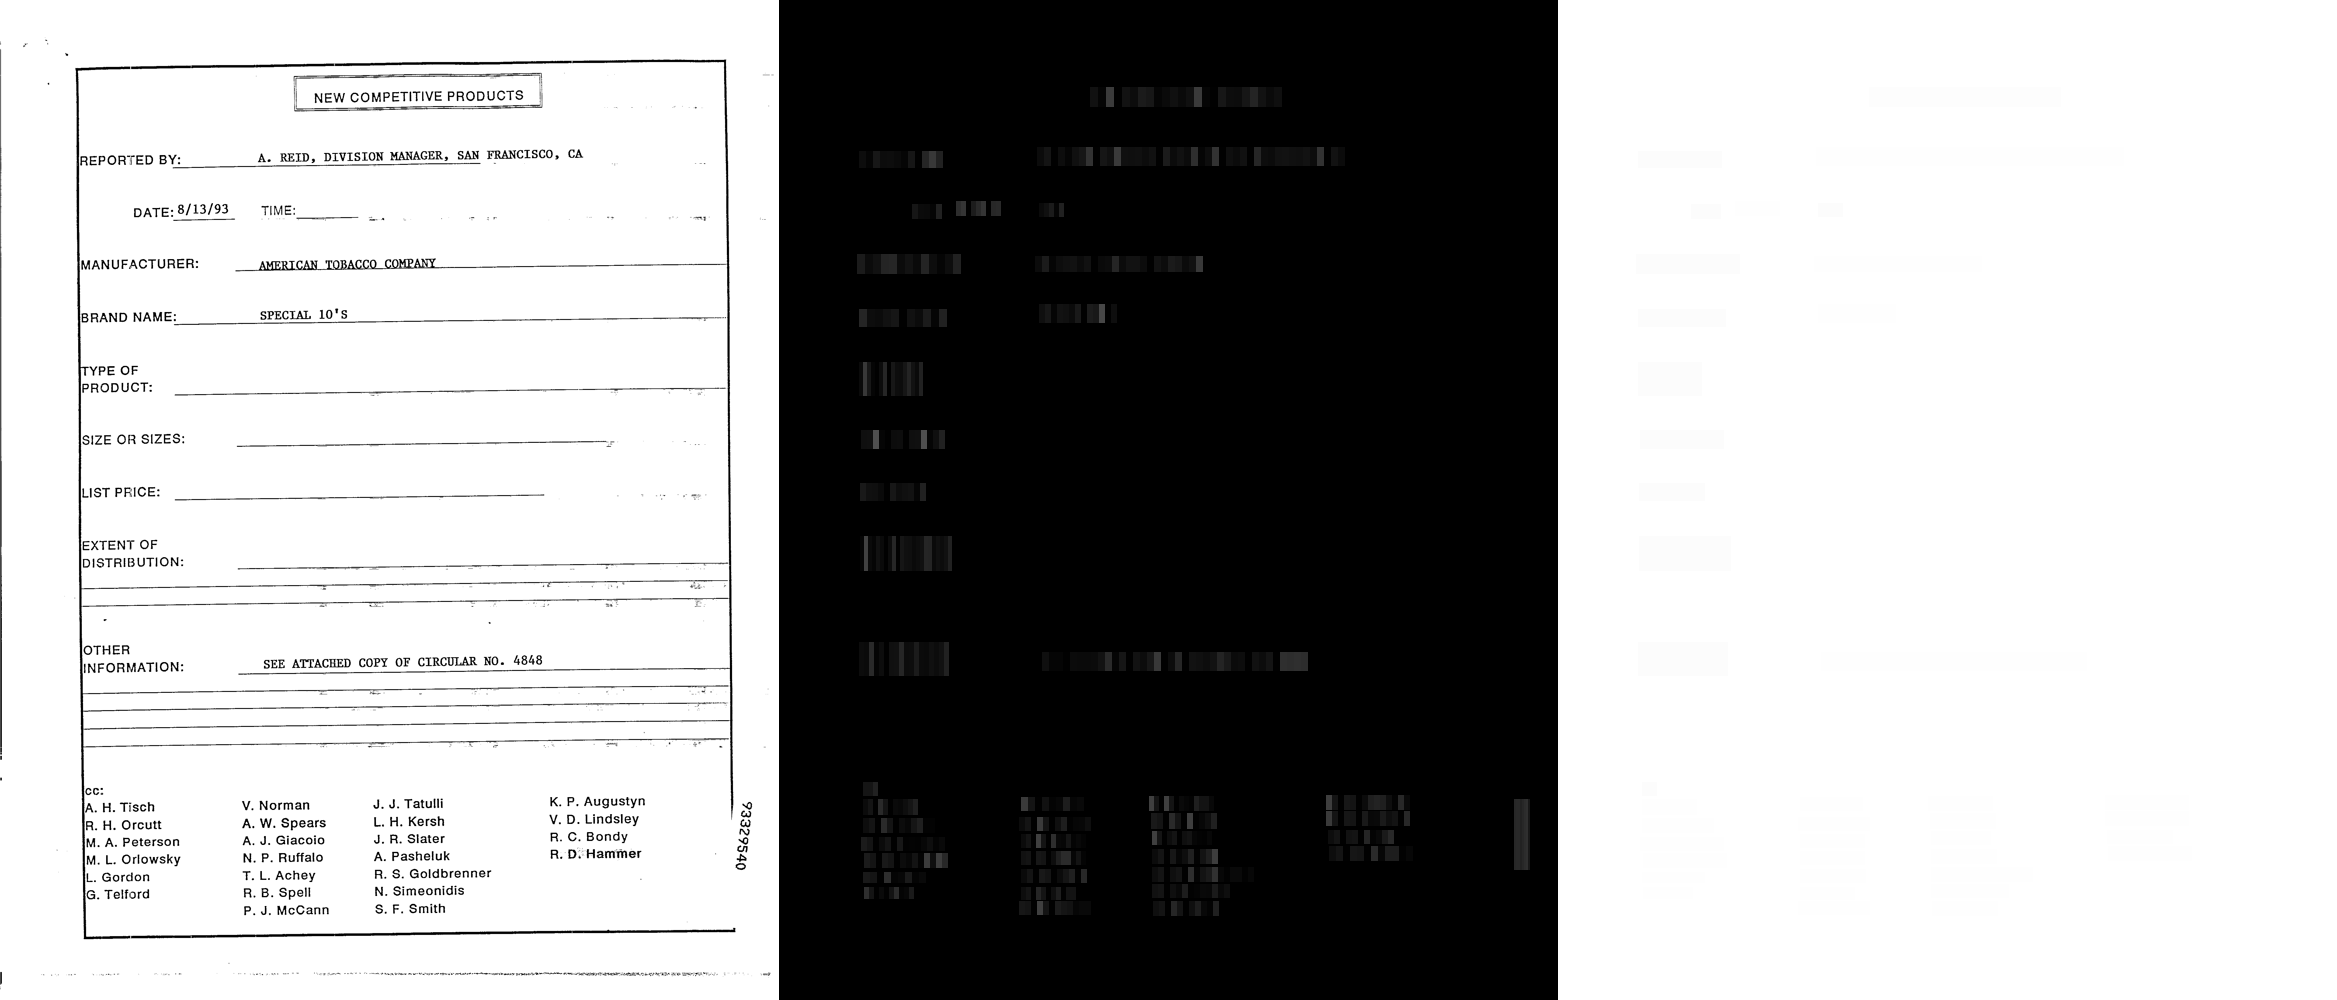 NEW COMPETITIVE PRODUCTS
REPORTED BY: A. REID, DIVISION MANAGER, SAN FRANCISCO, CA
DATE: 8/13/93 TIME:
MANUFACTURER: AMERICAN TOBACCO COMPANY
BRAND NAME: SPECIAL 10'S
TYPE OF
PRODUCT:
SIZE OR SIZES:
LIST PRICE:
EXTENT OF
DISTRIBUTION:
OTHER
INFORMATION: SEE ATTACHED COPY OF CIRCULAR NO. 4848
cc:
A. H. Tisch
R. H. Orcutt
M. A. Peterson
M. L. Orlowsky
L. Gordon
G. Telford
V. Norman
A. W. Spears
A. J. Giacoio
N. P. Ruffalo
T. L. Achey
R. B. Spell
P. J. McCann
J. J. Tatulli
L. H. Kersh
J. R. Slater
A. Pasheluk
R. S. Goldbrenner
N. Simeonidis
S. F. Smith
K. P. Augustyn
V. D. Lindsley
R. C. Bondy
R. D. Hammer
93329540